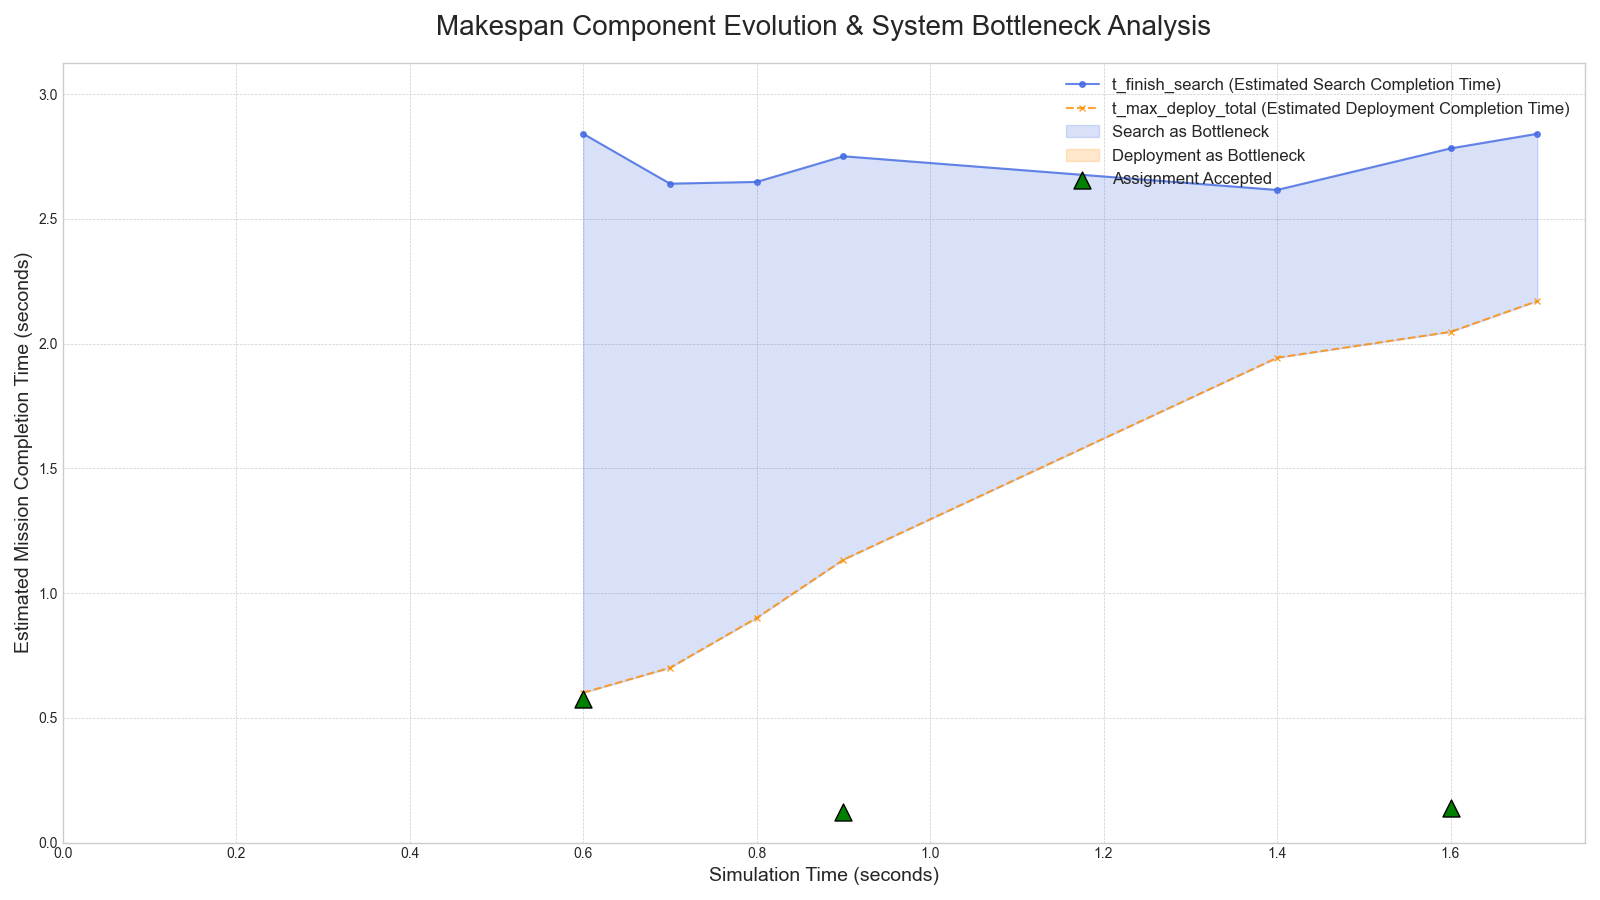 Makespan Component Evolution & System Bottleneck Analysis
t_finish_search (Estimated Search Completion Time)
t_max_deploy_total (Estimated Deployment Completion Time)
Search as Bottleneck
Deployment as Bottleneck
Assignment Accepted
Estimated Mission Completion Time (seconds)
3.0
2.5
2.0
1.5
1.0
0.5
0.0
0.0 0.2 0.4 0.6 0.8 1.0 1.2 1.4 1.6
Simulation Time (seconds)